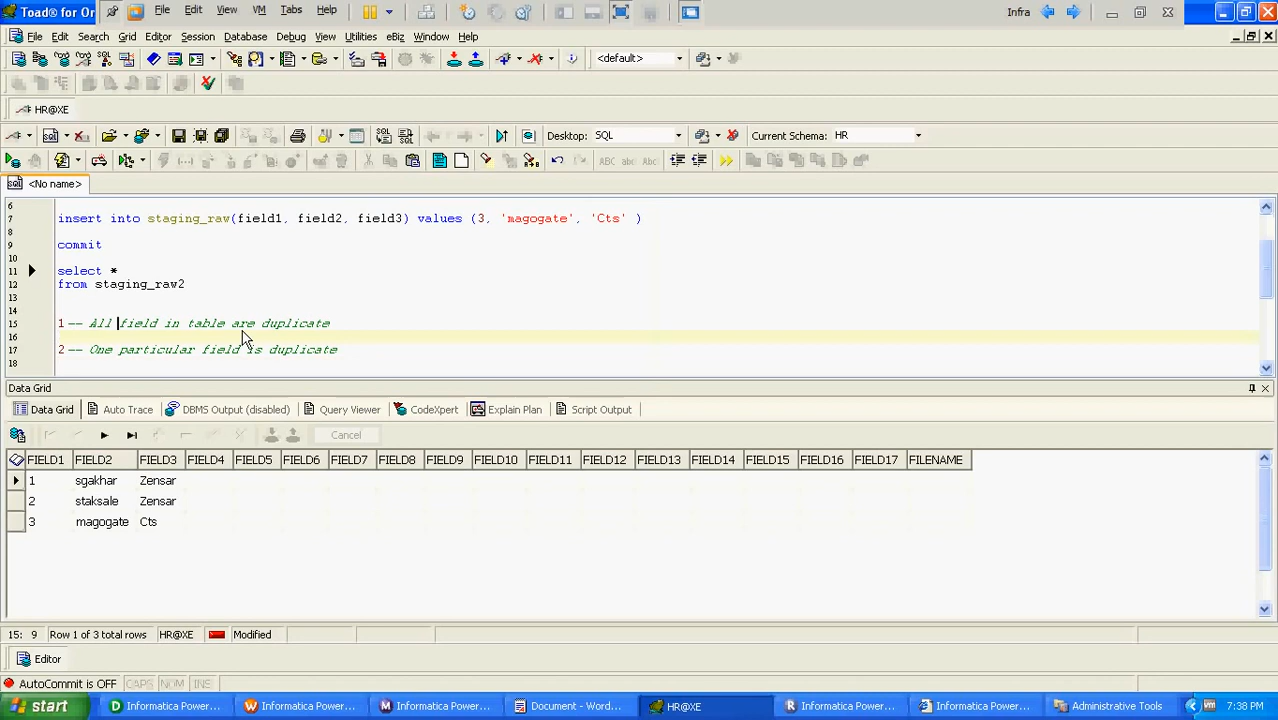 Toad® for Or
File Edit View VM Tabs Help
Infra
File Edit Search Grid Editor Session Database Debug View Utilities eBiz Window Help
<default>
HR@XE
Desktop: SQL
Current Schema: HR
<No name>
6
7 insert into staging_raw(field1, field2, field3) values (3, 'magogate', 'Cts' )
8
9 commit
10
11 select *
12 from staging_raw2
13
14
15 1 -- All field in table are duplicate
16
17 2 -- One particular field is duplicate
18
Data Grid
Data Grid Auto Trace DBMS Output (disabled) Query Viewer CodeXpert Explain Plan Script Output
Cancel
FIELD1 FIELD2 FIELD3 FIELD4 FIELD5 FIELD6 FIELD7 FIELD8 FIELD9 FIELD10 FIELD11 FIELD12 FIELD13 FIELD14 FIELD15 FIELD16 FIELD17 FILENAME
1 sgakhar Zensar
2 staksale Zensar
3 magogate Cts
15: 9 Row 1 of 3 total rows HR@XE Modified
Editor
AutoCommit is OFF CAPS NUM INS
start Informatica Power... Informatica Power... Informatica Power... Document - Word... HR@XE Informatica Power... Informatica Power... Administrative Tools 7:38 PM